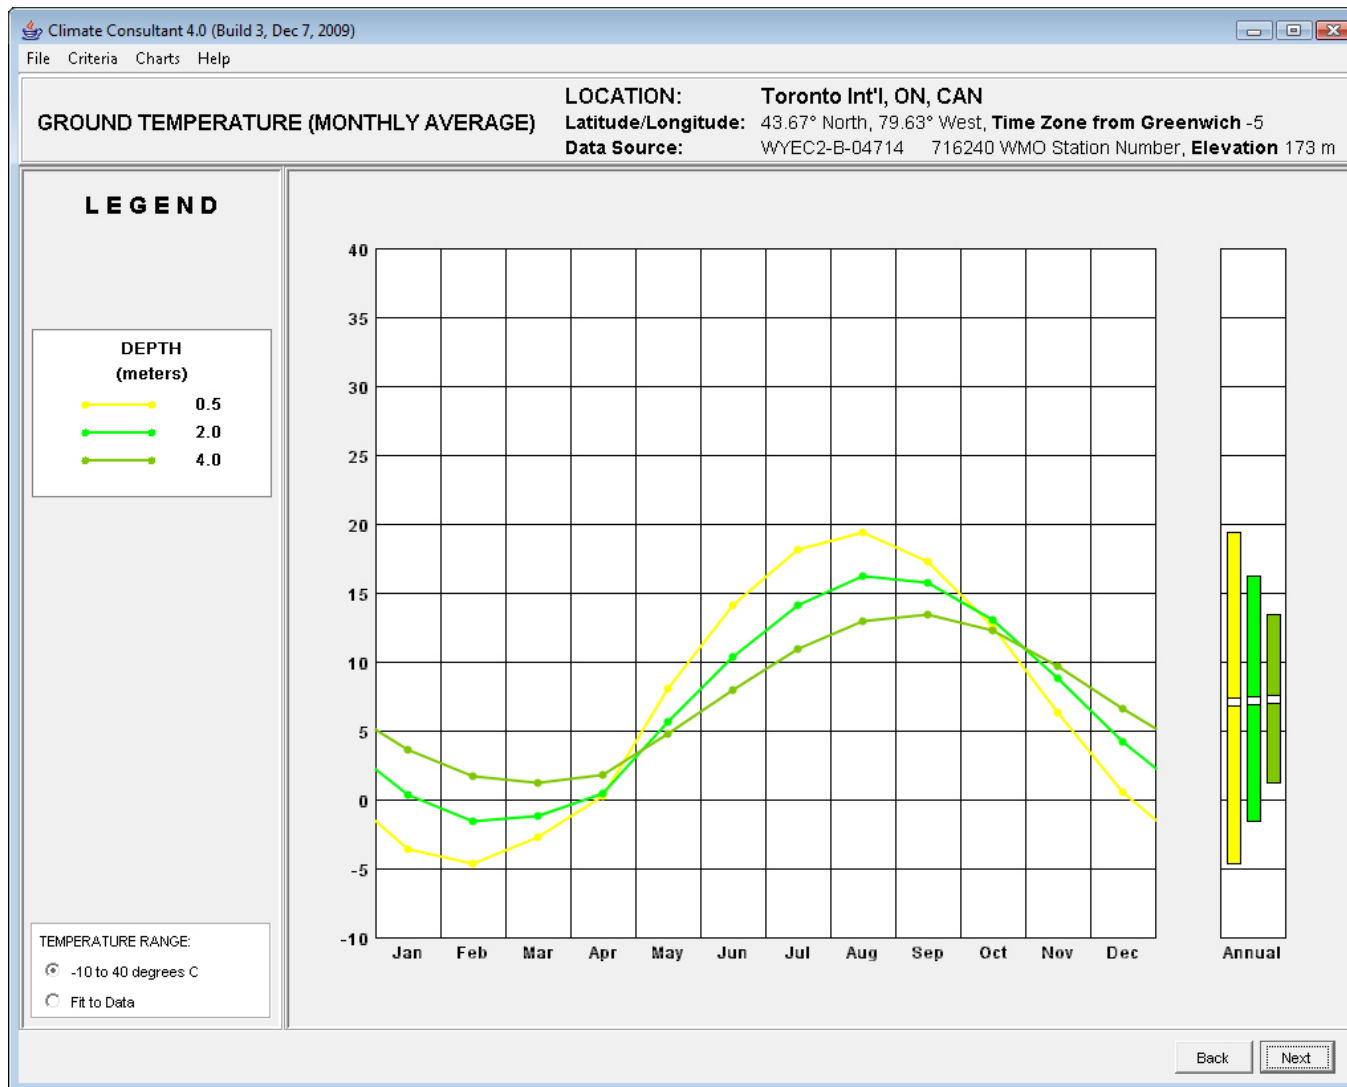 Climate Consultant 4.0 (Build 3, Dec 7, 2009)
File Criteria Charts Help
GROUND TEMPERATURE (MONTHLY AVERAGE)
LOCATION: Toronto Int'l, ON, CAN
Latitude/Longitude: 43.67° North, 79.63° West, Time Zone from Greenwich -5
Data Source: WYEC2-B-04714 716240 WMO Station Number, Elevation 173 m
LEGEND
DEPTH
(meters)
0.5
2.0
4.0
TEMPERATURE RANGE:
-10 to 40 degrees C
Fit to Data
40
35
30
25
20
15
10
5
0
-5
-10
Jan Feb Mar Apr May Jun Jul Aug Sep Oct Nov Dec
Annual
Back Next